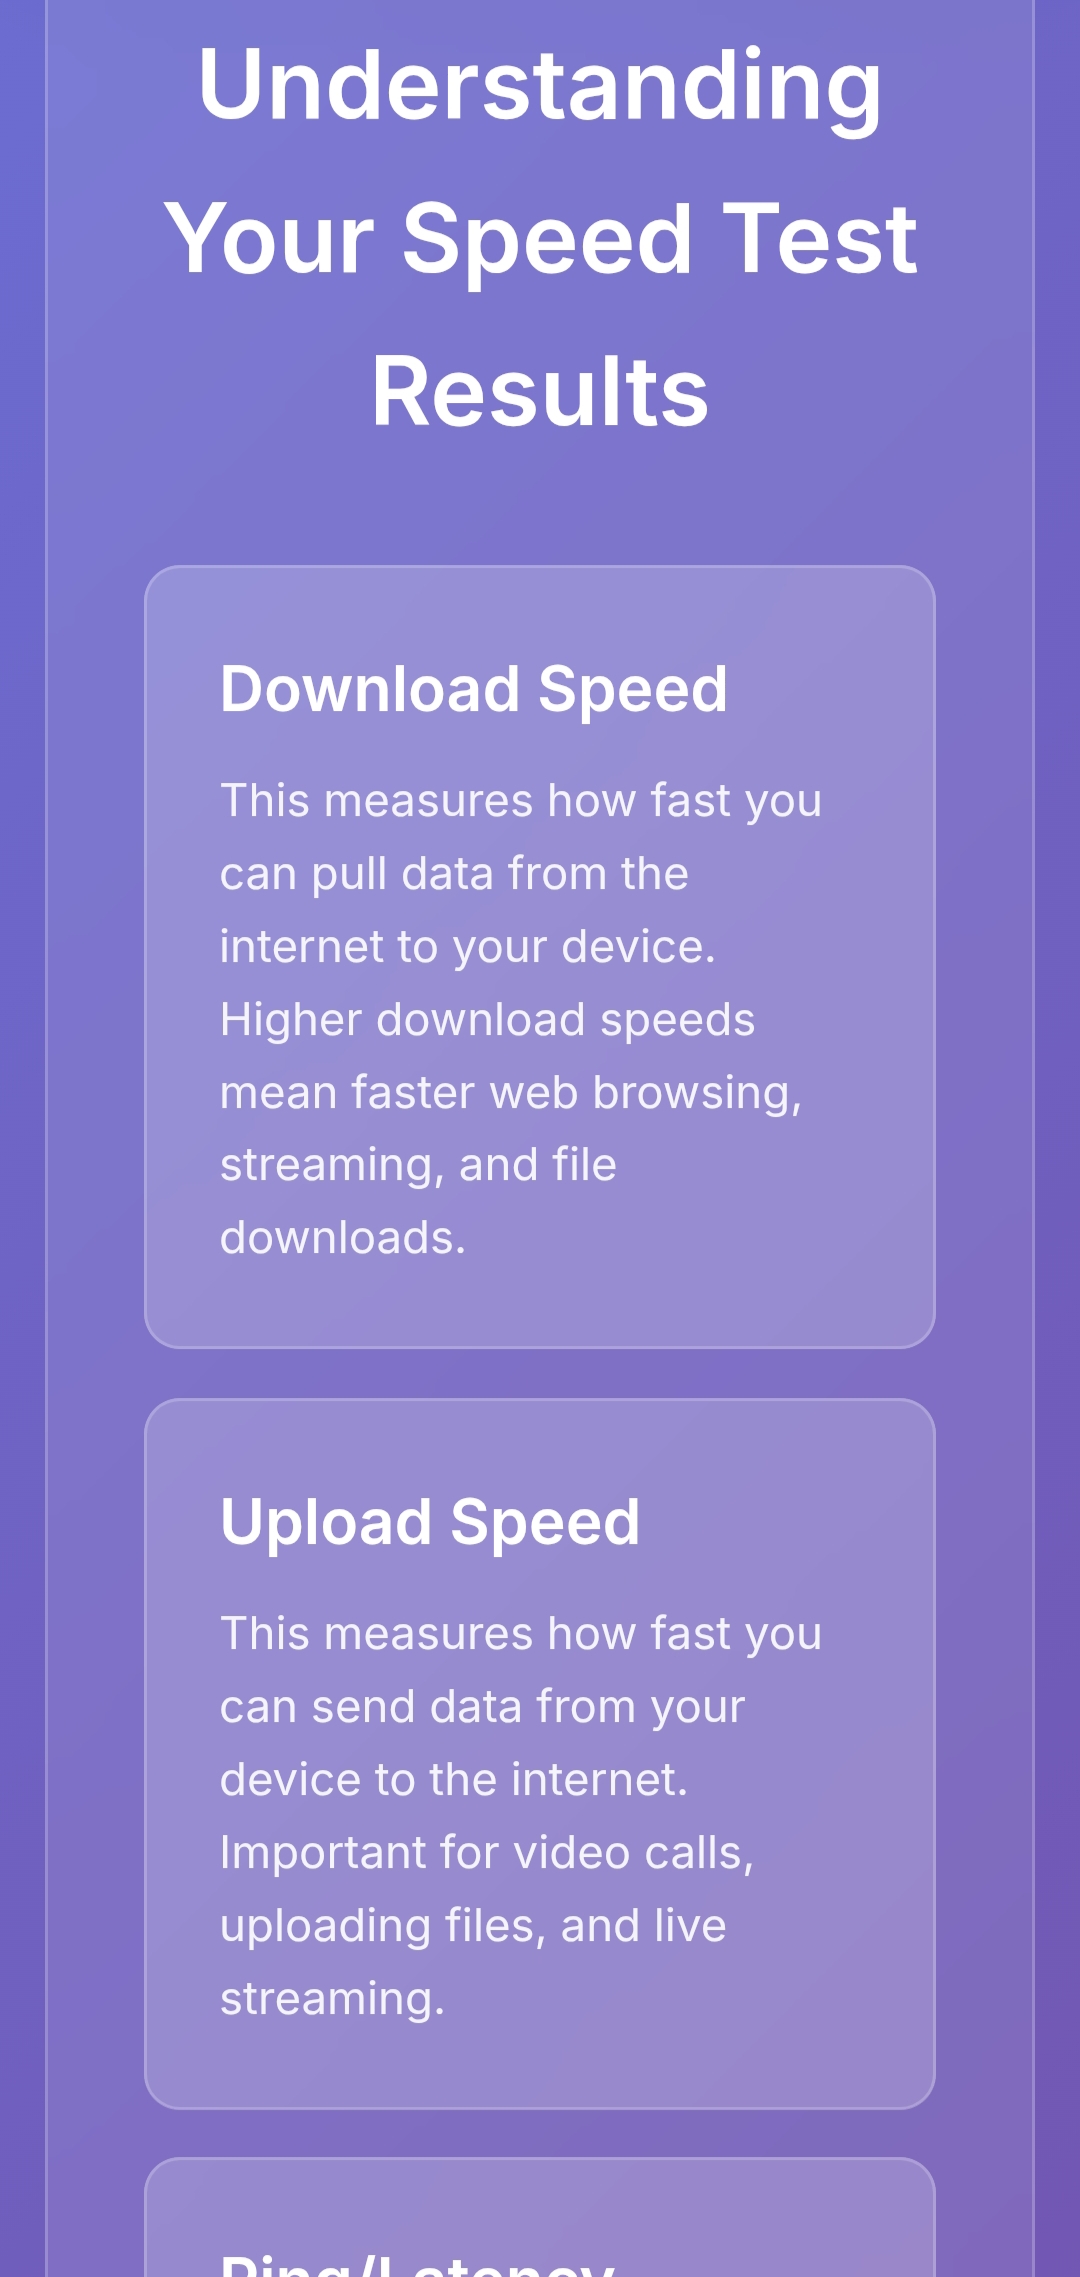 Understanding
Your Speed Test
Results
Download Speed
This measures how fast you
can pull data from the
internet to your device.
Higher download speeds
mean faster web browsing,
streaming, and file
downloads.
Upload Speed
This measures how fast you
can send data from your
device to the internet.
Important for video calls,
uploading files, and live
streaming.
Ping/Latency